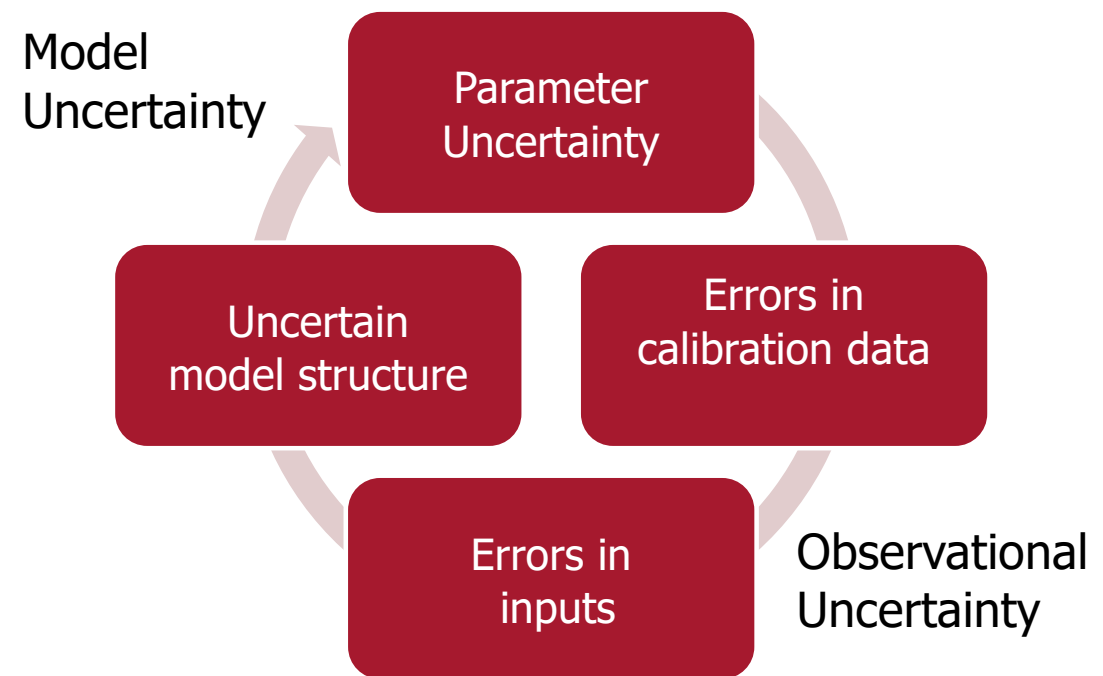 Model
Uncertainty
Parameter
Uncertainty
Uncertain
model structure
Errors in
calibration data
Errors in
inputs
Observational
Uncertainty